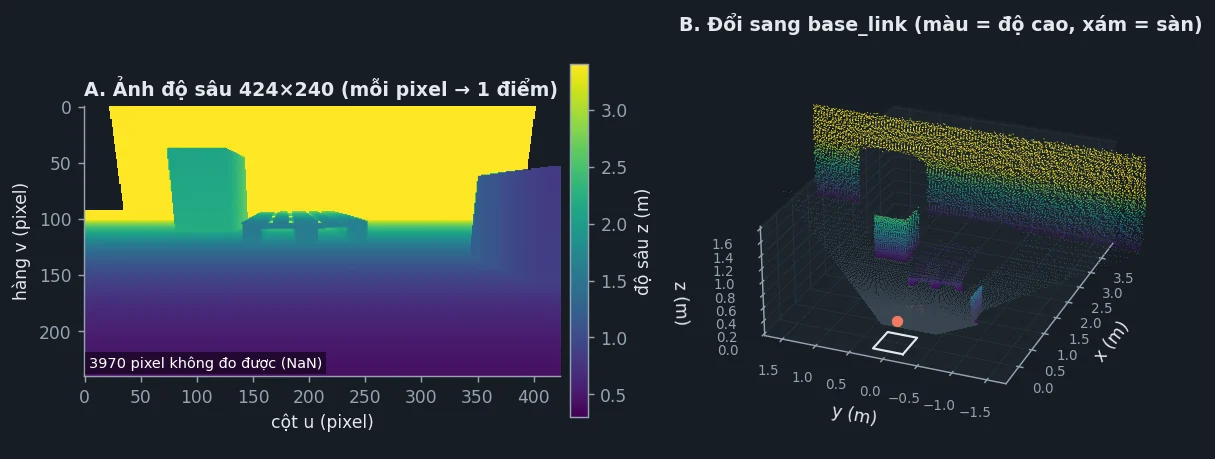 B. Đổi sang base_link (màu = độ cao, xám = sàn)
A. Ảnh độ sâu 424×240 (mỗi pixel → 1 điểm)
0
50
100
150
200
hàng v (pixel)
3970 pixel không đo được (NaN)
0 50 100 150 200 250 300 350 400
cột u (pixel)
3.0
2.5
2.0
1.5
1.0
0.5
độ sâu z (m)
1.6
1.4
1.2
1.0
0.8
0.6
0.4
0.2
0.0
z (m)
1.5 1.0 0.5 0.0 −0.5 −1.0 −1.5
y (m)
3.5
3.0
2.5
2.0
1.5
1.0
0.5
0.0
x (m)